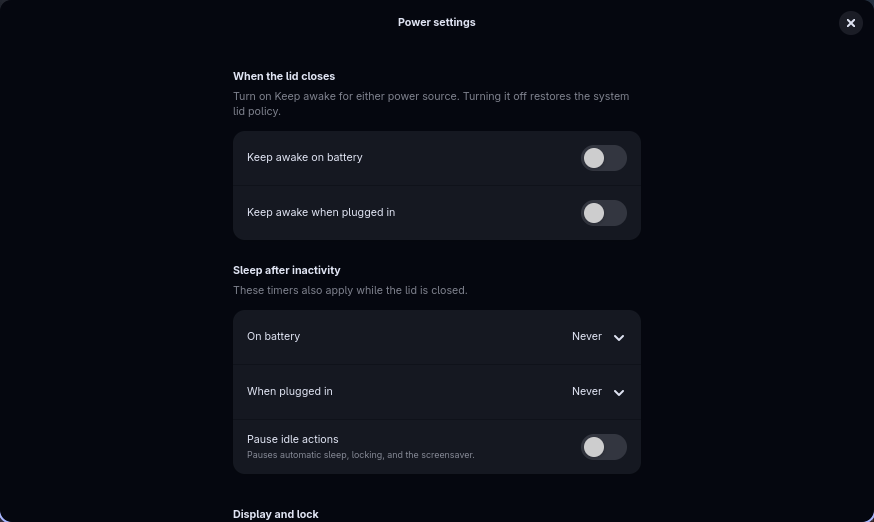 Power settings
When the lid closes
Turn on Keep awake for either power source. Turning it off restores the system
lid policy.
Keep awake on battery
Keep awake when plugged in
Sleep after inactivity
These timers also apply while the lid is closed.
On battery
Never
When plugged in
Never
Pause idle actions
Pauses automatic sleep, locking, and the screensaver.
Display and lock